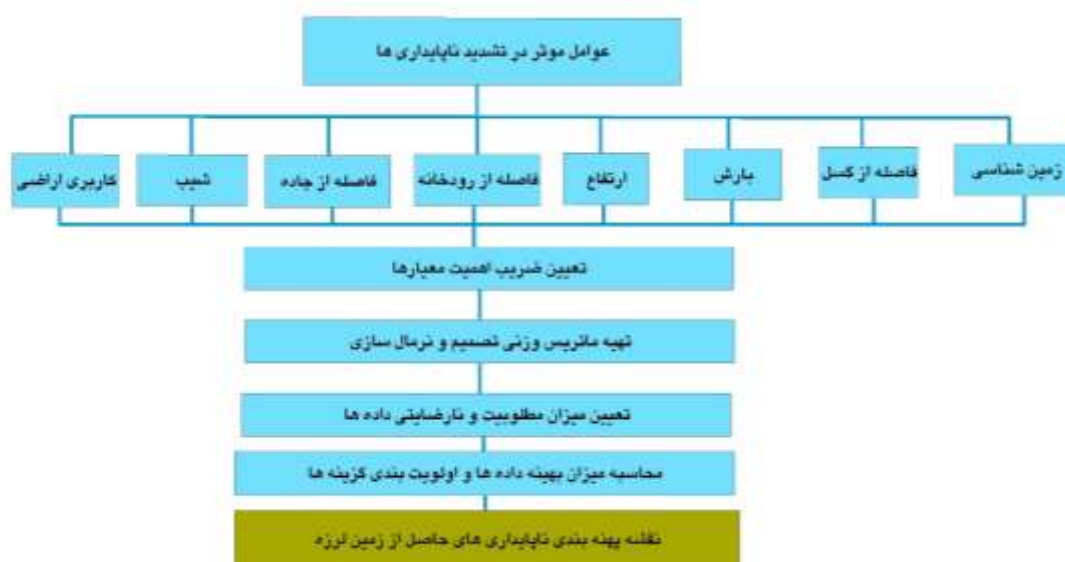 عوامل موثر در تشدید ناپایداری ها
زمین شناسی
فاصله از گسل
بارش
ارتفاع
فاصله از رودخانه
فاصله از جاده
شیب
کاربری اراضی
تعیین ضریب اهمیت معیارها
تهیه ماتریس وزنی تصمیم و نرمال سازی
تعیین میزان مطلوبیت و نارضایتی داده ها
محاسبه میزان بهینه داده ها و اولویت بندی گزینه ها
نقشه پهنه بندی ناپایداری های حاصل از زمین لرزه